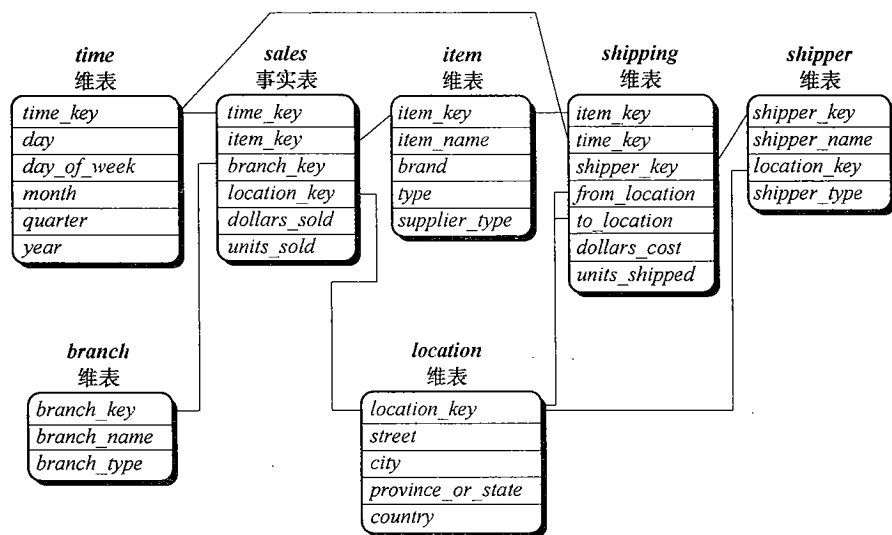 time
维表
time_key
day
day_of_week
month
quarter
year
sales
事实表
time_key
item_key
branch_key
location_key
dollars_sold
units_sold
item
维表
item_key
item_name
brand
type
supplier_type
shipping
维表
item_key
time_key
shipper_key
from_location
to_location
dollars_cost
units_shipped
shipper
维表
shipper_key
shipper_name
location_key
shipper_type
branch
维表
branch_key
branch_name
branch_type
location
维表
location_key
street
city
province_or_state
country